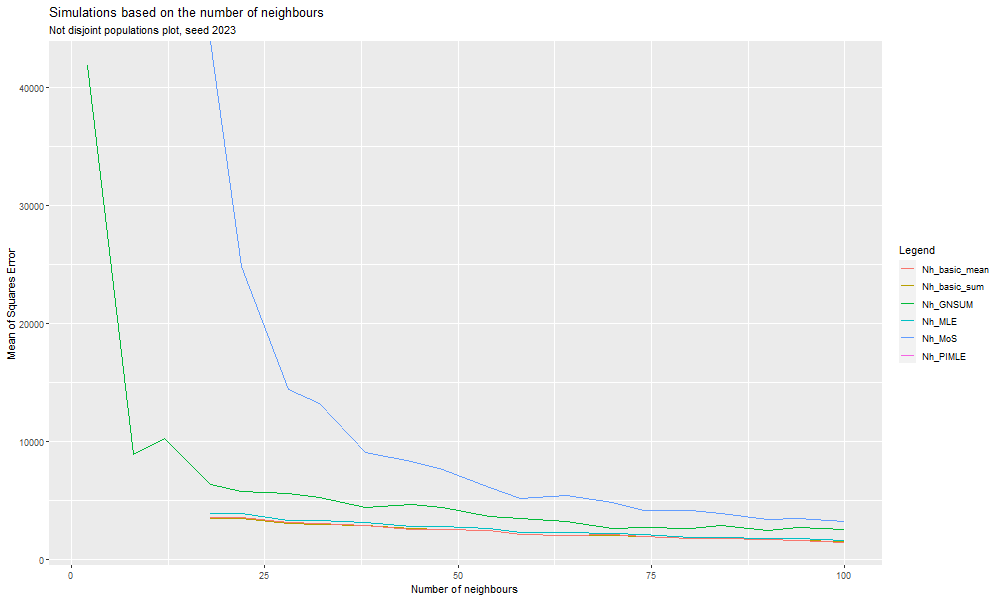 Simulations based on the number of neighbours
Not disjoint populations plot, seed 2023
Mean of Squares Error
40000
30000
20000
10000
0
0
25
50
75
100
Number of neighbours
Legend
Nh_basic_mean
Nh_basic_sum
Nh_GNSUM
Nh_MLE
Nh_MoS
Nh_PIMLE